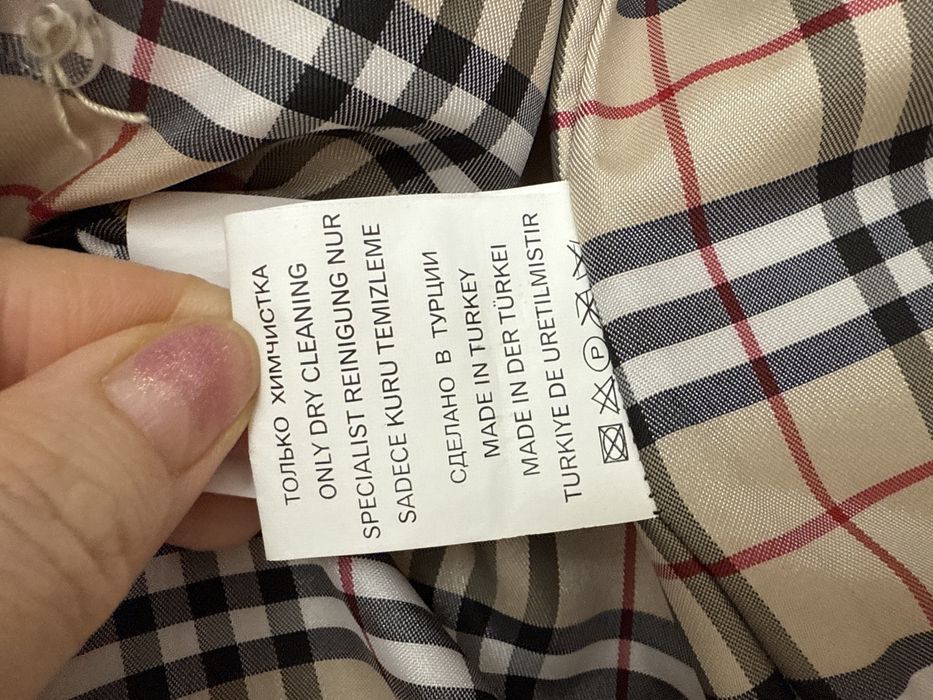 ТОЛЬКО ХИМЧИСТКА
ONLY DRY CLEANING
SPECIALIST REINIGUNG NUR
SADECE KURU TEMIZLEME
СДЕЛАНО В ТУРЦИИ
MADE IN TURKEY
MADE IN DER TÜRKEI
TURKIYE DE URETILMISTIR
P